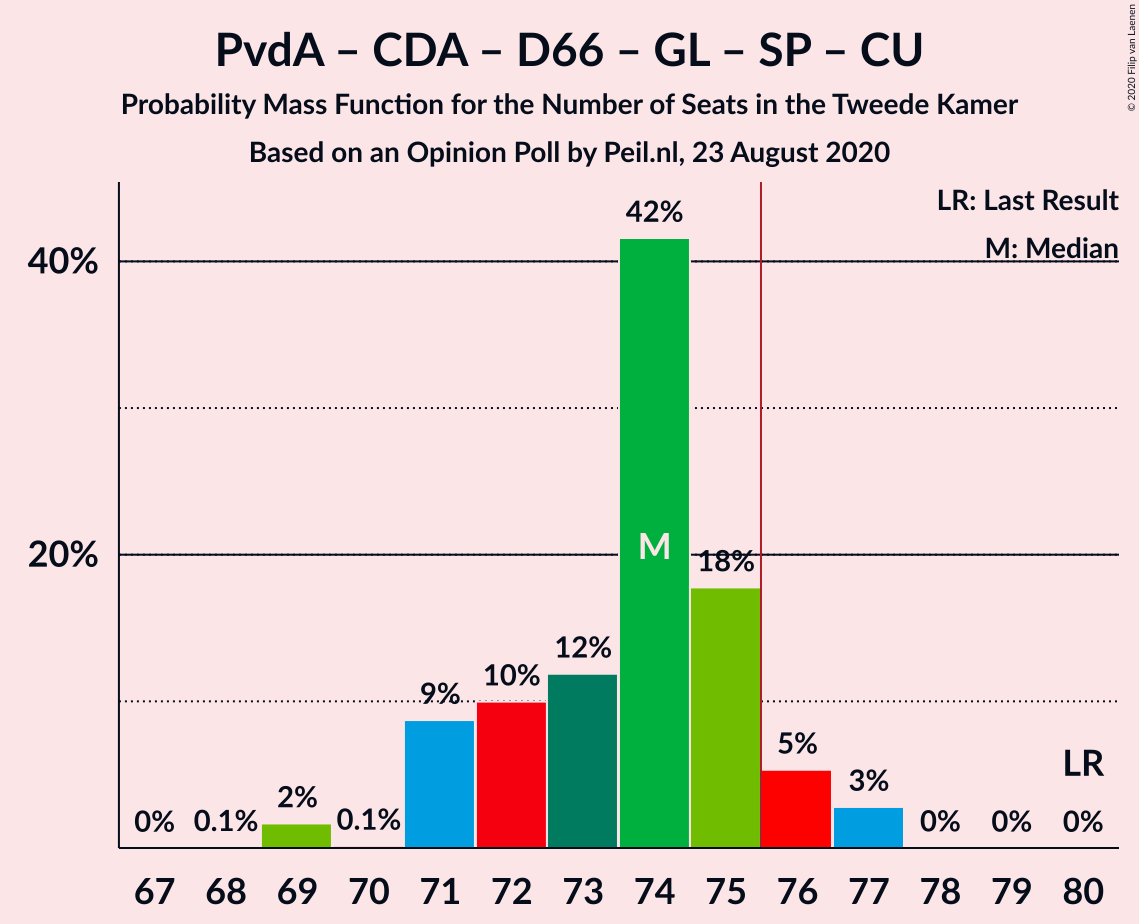 PvdA – CDA – D66 – GL – SP – CU
Probability Mass Function for the Number of Seats in the Tweede Kamer
Based on an Opinion Poll by Peil.nl, 23 August 2020
© 2020 Filip van Laenen
LR: Last Result
M: Median
40%
20%
0%
0.1%
2%
0.1%
9%
10%
12%
42%
M
18%
5%
3%
0%
0%
LR
0%
67 68 69 70 71 72 73 74 75 76 77 78 79 80